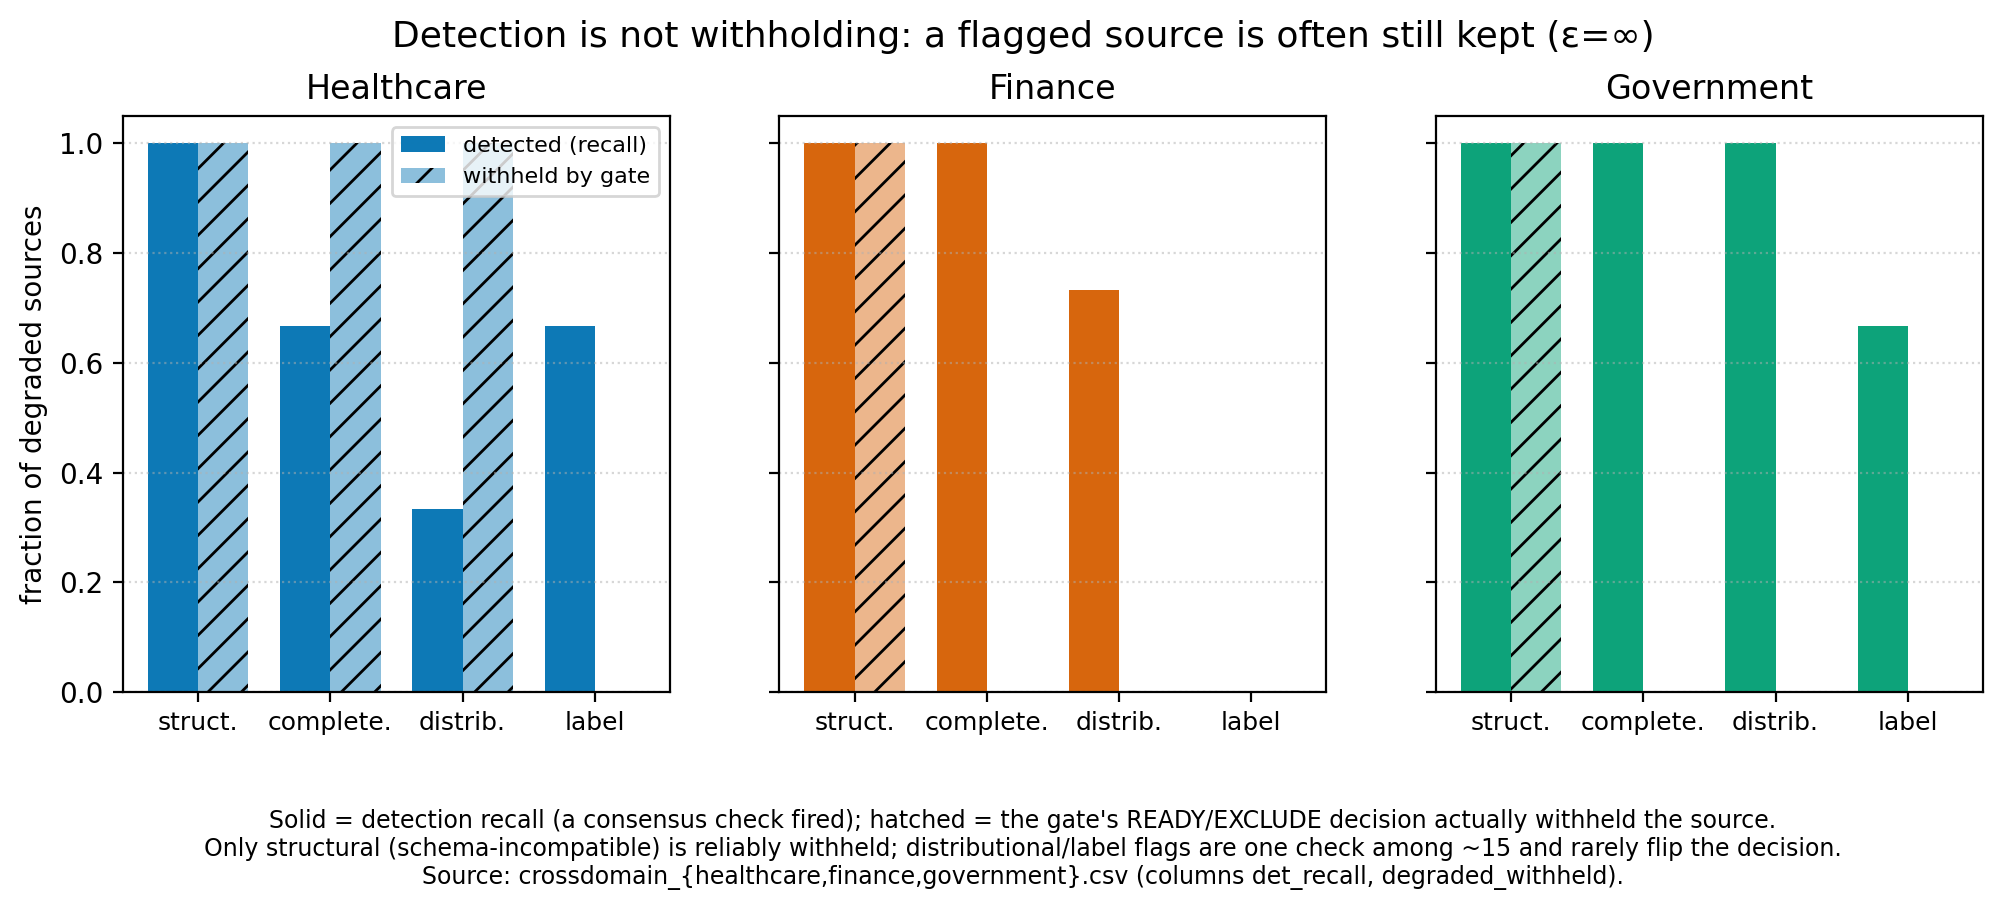 Detection is not withholding: a flagged source is often still kept (ε=∞)
Healthcare
Finance
Government
fraction of degraded sources
1.0
0.8
0.6
0.4
0.2
0.0
detected (recall)
withheld by gate
struct. complete. distrib. label
struct. complete. distrib. label
struct. complete. distrib. label
Solid = detection recall (a consensus check fired); hatched = the gate's READY/EXCLUDE decision actually withheld the source.
Only structural (schema-incompatible) is reliably withheld; distributional/label flags are one check among ~15 and rarely flip the decision.
Source: crossdomain_{healthcare,finance,government}.csv (columns det_recall, degraded_withheld).